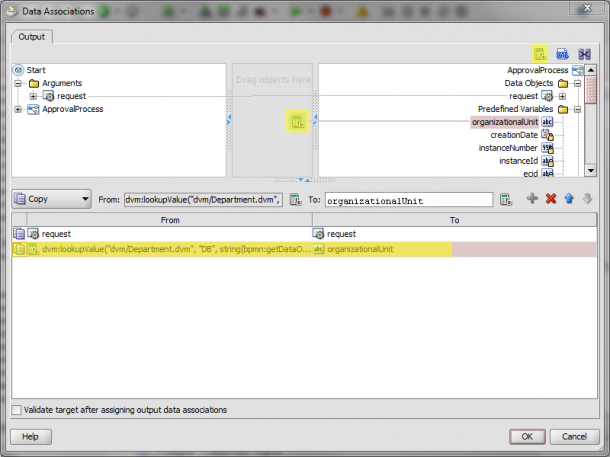 Data Associations
Output
Start
Arguments
request
ApprovalProcess
Drag objects here
ApprovalProcess
Data Objects
request
Predefined Variables
organizationalUnit
creationDate
instanceNumber
instanceId
ecid
Copy From: dvm:lookupValue("dvm/Department.dvm", To: organizationalUnit
From To
request request
dvm:lookupValue("dvm/Department.dvm", "DB", string(bpmn:getDataO... organizationalUnit
Validate target after assigning output data associations
Help OK Cancel